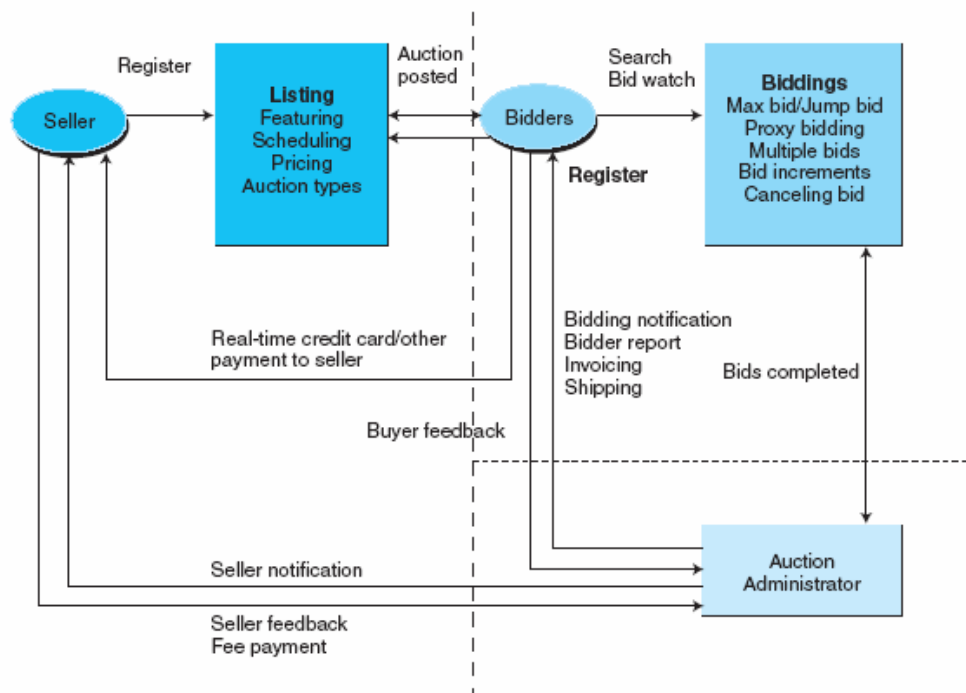 Register
Seller
Listing
Featuring
Scheduling
Pricing
Auction types
Auction
posted
Bidders
Register
Search
Bid watch
Biddings
Max bid/Jump bid
Proxy bidding
Multiple bids
Bid increments
Canceling bid
Real-time credit card/other
payment to seller
Bidding notification
Bidder report
Invoicing
Shipping
Bids completed
Buyer feedback
Auction
Administrator
Seller notification
Seller feedback
Fee payment